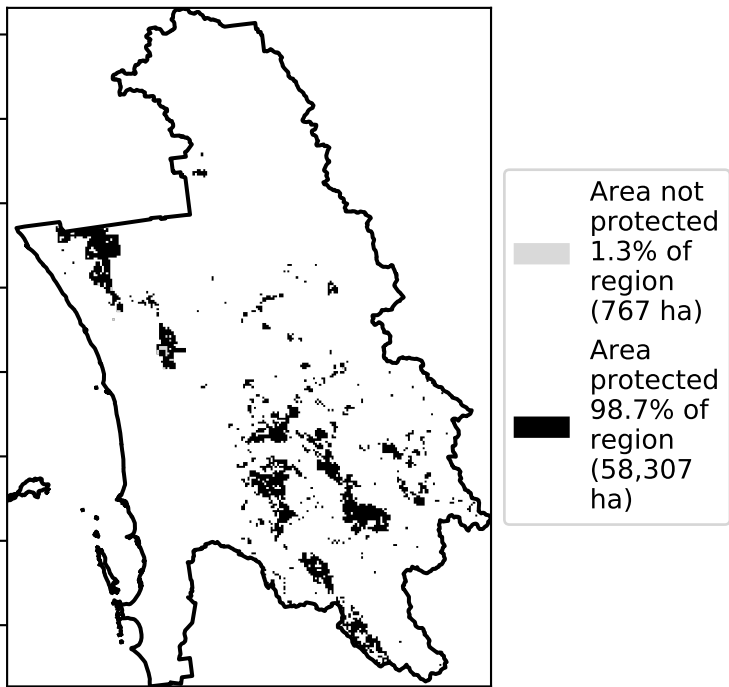 Area not
protected
1.3% of
region
(767 ha)
Area
protected
98.7% of
region
(58,307
ha)